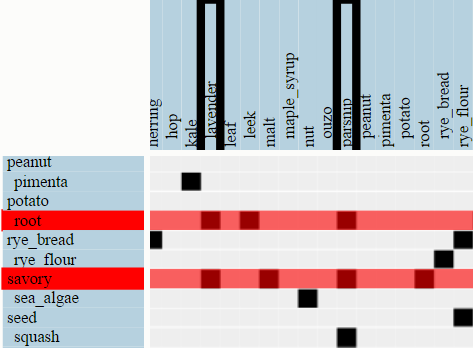 herring
hop
kale
lavender
leaf
leek
malt
maple_syrup
nut
ouzo
parsnip
peanut
pimenta
potato
root
rye_bread
rye_flour
peanut
pimenta
potato
root
rye_bread
rye_flour
savory
sea_algae
seed
squash